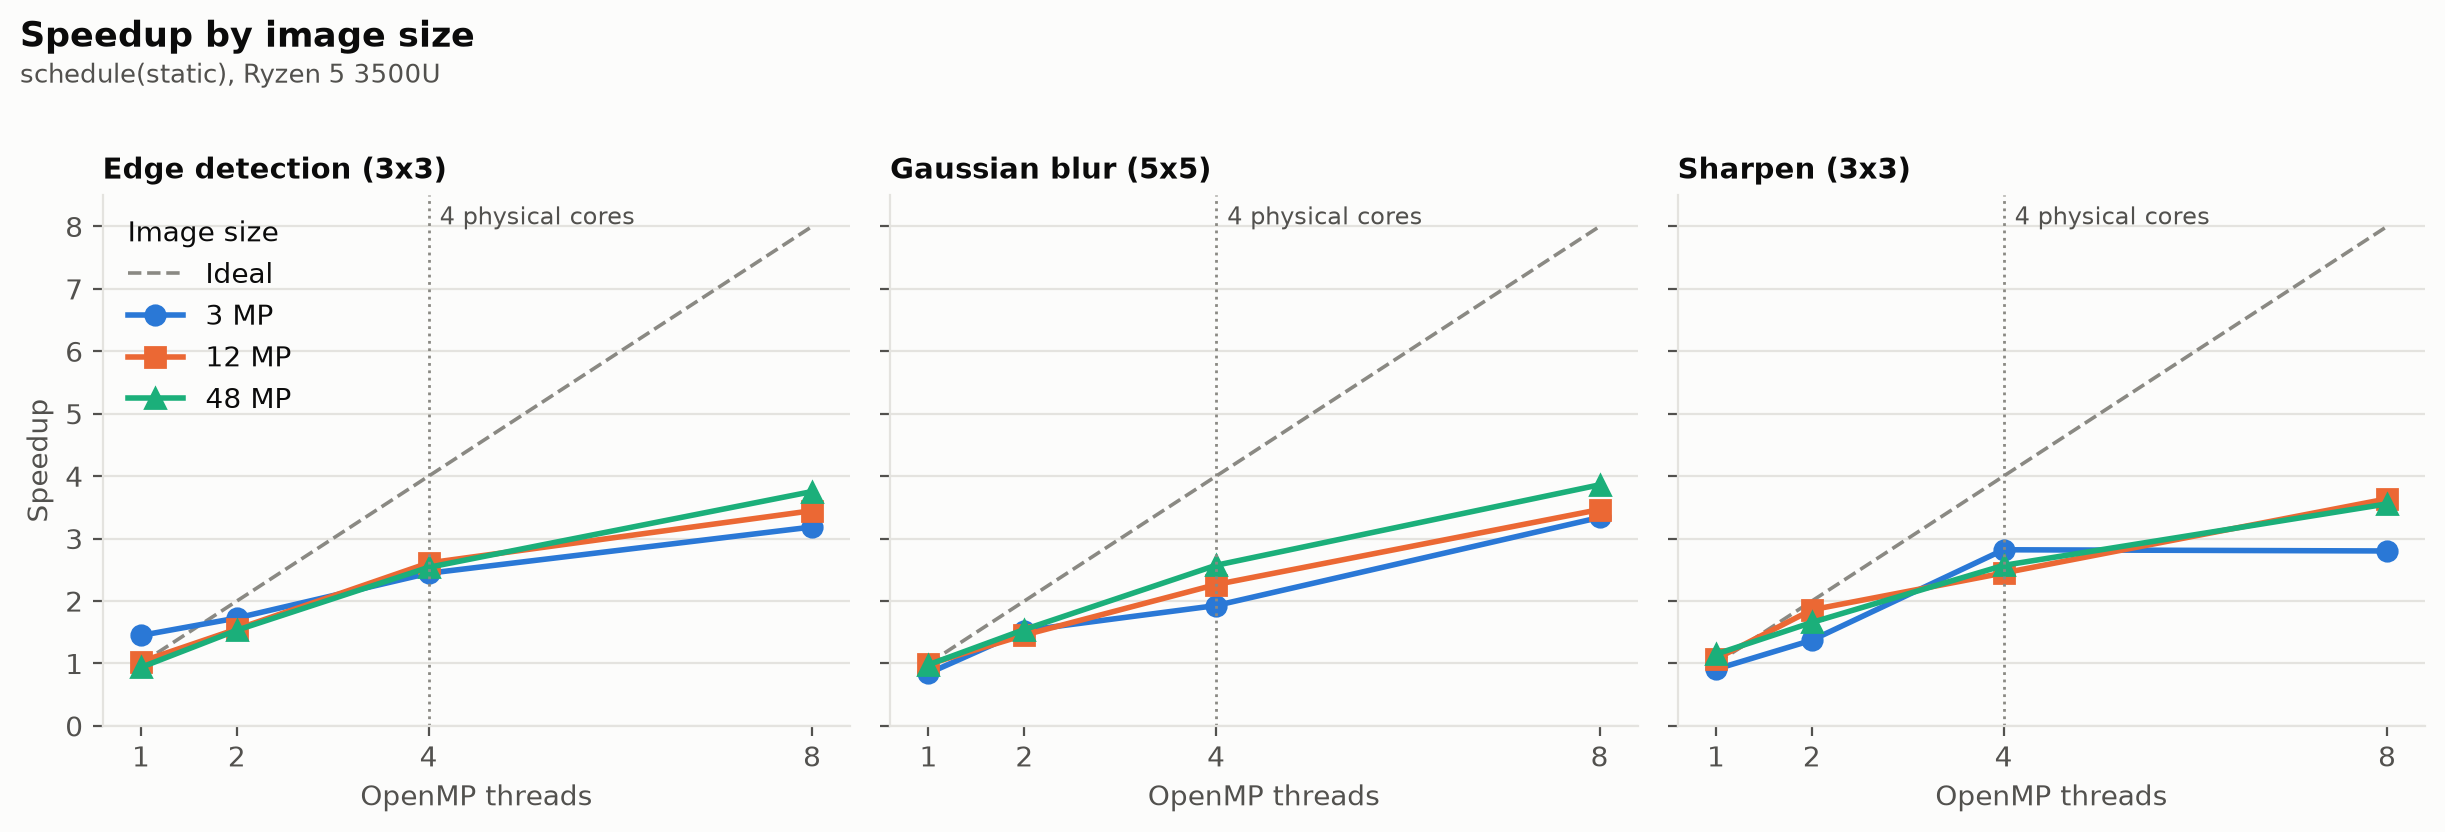 Speedup by image size
schedule(static), Ryzen 5 3500U
Edge detection (3x3)
4 physical cores
Image size
Ideal
3 MP
12 MP
48 MP
Speedup
8
7
6
5
4
3
2
1
0
1 2 4 8
OpenMP threads
Gaussian blur (5x5)
4 physical cores
1 2 4 8
OpenMP threads
Sharpen (3x3)
4 physical cores
1 2 4 8
OpenMP threads